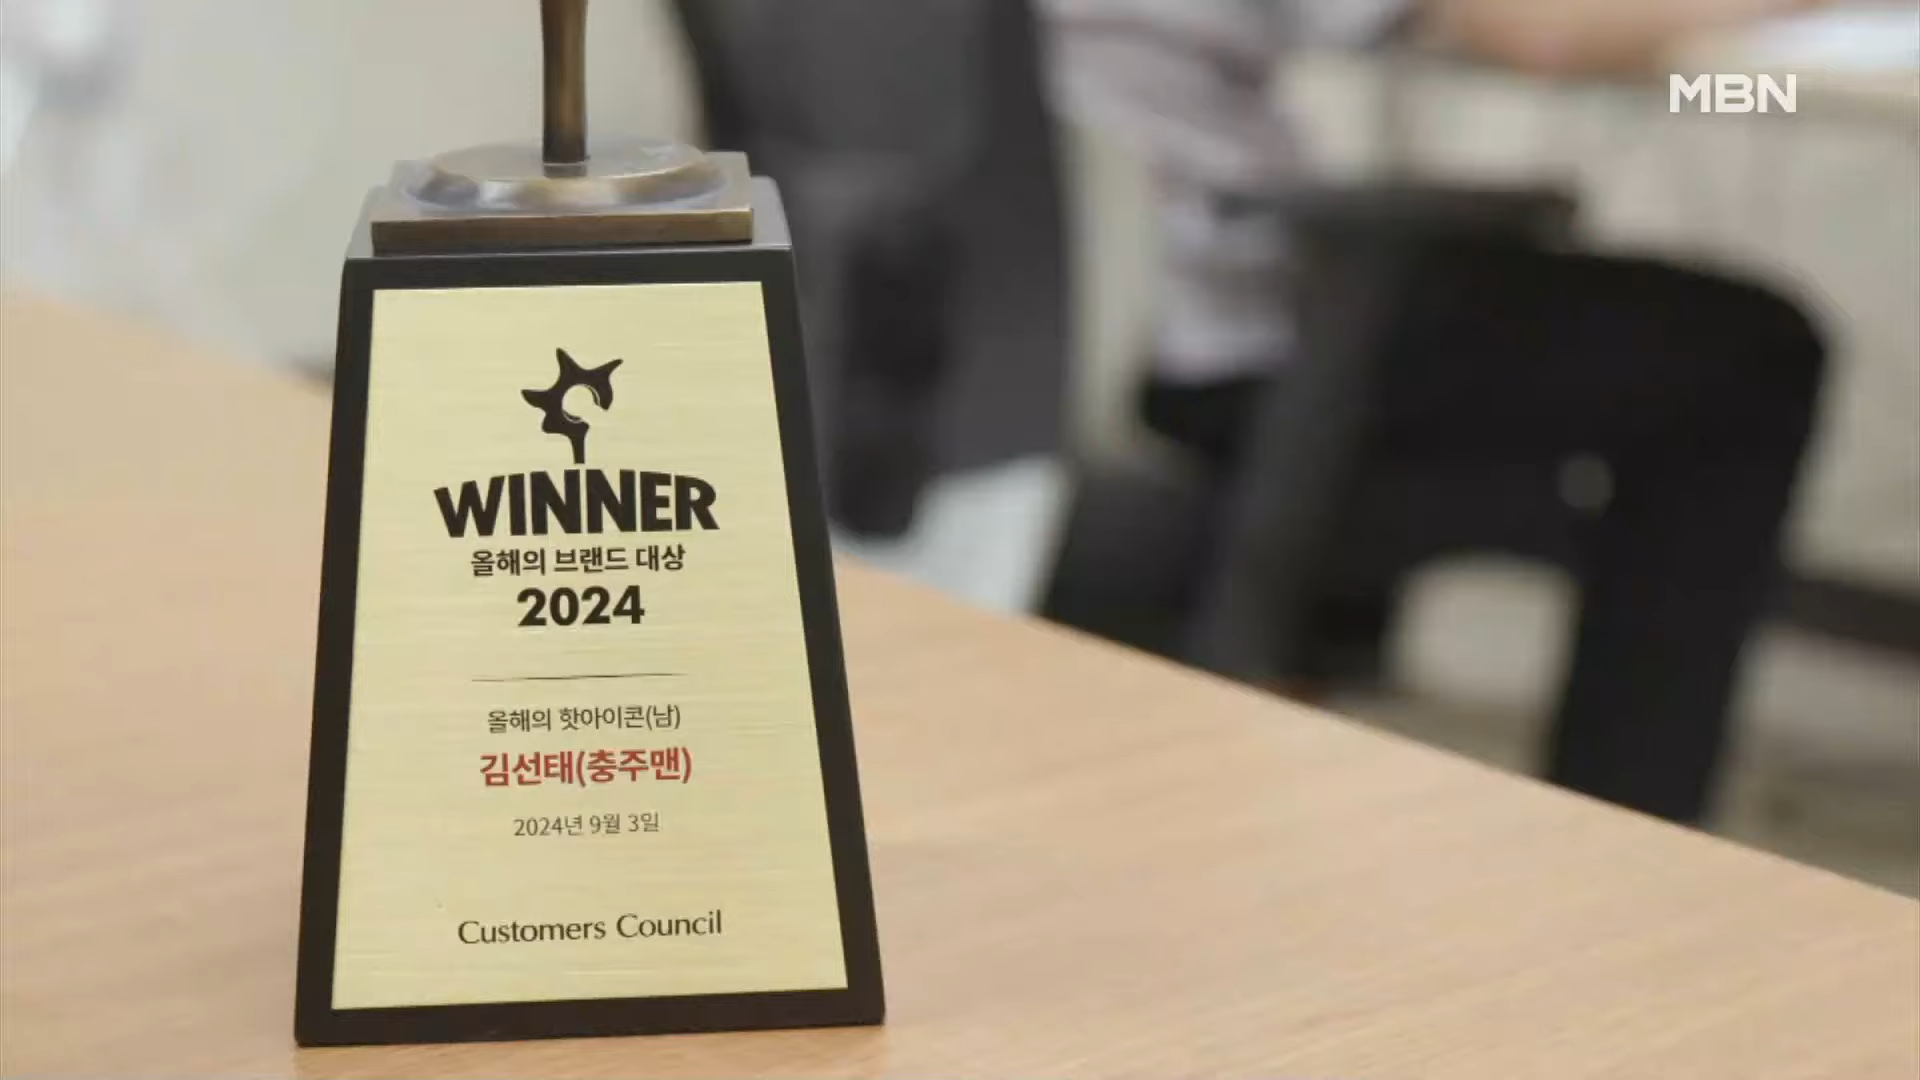 MBN
WINNER
올해의 브랜드 대상
2024
올해의 핫아이콘(남)
김선태(충주맨)
2024년 9월 3일
Customers Council